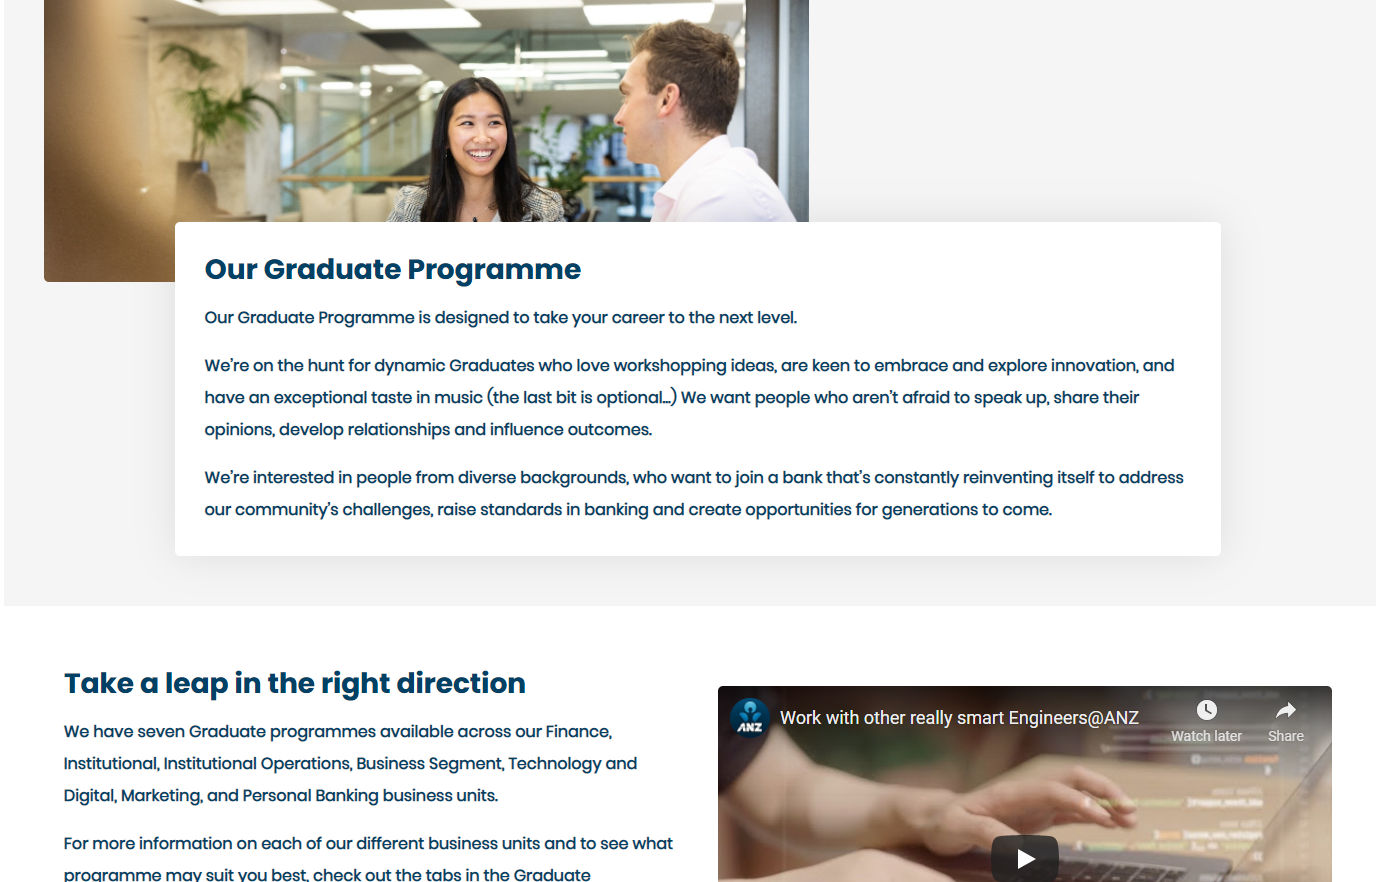 Our Graduate Programme
Our Graduate Programme is designed to take your career to the next level.
We're on the hunt for dynamic Graduates who love workshopping ideas, are keen to embrace and explore innovation, and
have an exceptional taste in music (the last bit is optional...) We want people who aren't afraid to speak up, share their
opinions, develop relationships and influence outcomes.
We're interested in people from diverse backgrounds, who want to join a bank that's constantly reinventing itself to address
our community's challenges, raise standards in banking and create opportunities for generations to come.
Take a leap in the right direction
We have seven Graduate programmes available across our Finance,
Institutional, Institutional Operations, Business Segment, Technology and
Digital, Marketing, and Personal Banking business units.
For more information on each of our different business units and to see what
programme may suit you best, check out the tabs in the Graduate
ANZ
Work with other really smart Engineers@ANZ
Watch later
Share